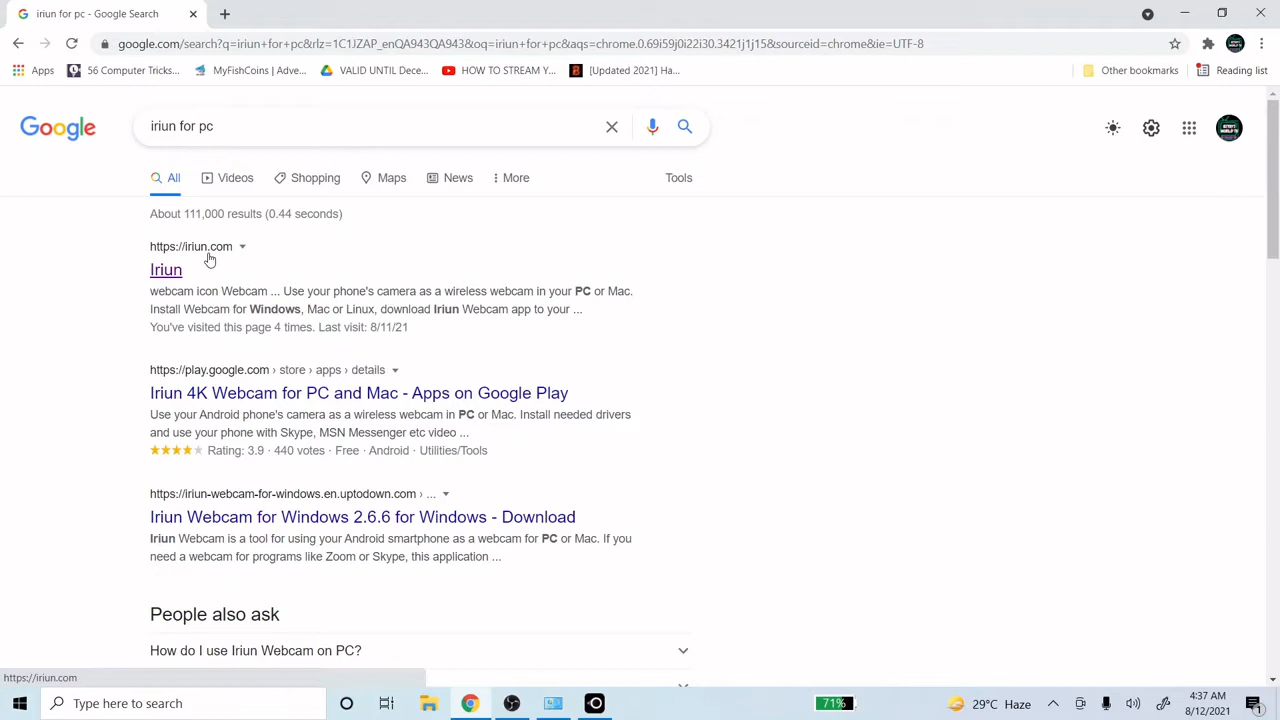 iriun for pc - Google Search
google.com/search?q=iriun+for+pc&rlz=1C1JZAP_enQA943QA943&oq=iriun+for+pc&aqs=chrome.0.69i59j0i22i30.3421j1j15&sourceid=chrome&ie=UTF-8
Apps 56 Computer Tricks... MyFishCoins | Adve... VALID UNTIL Dece... HOW TO STREAM Y... [Updated 2021] Ha... Other bookmarks Reading list
Google iriun for pc
All Videos Shopping Maps News More Tools
About 111,000 results (0.44 seconds)
https://iriun.com
Iriun
webcam icon Webcam ... Use your phone's camera as a wireless webcam in your PC or Mac.
Install Webcam for Windows, Mac or Linux, download Iriun Webcam app to your ...
You've visited this page 4 times. Last visit: 8/11/21
https://play.google.com › store › apps › details
Iriun 4K Webcam for PC and Mac - Apps on Google Play
Use your Android phone's camera as a wireless webcam in PC or Mac. Install needed drivers
and use your phone with Skype, MSN Messenger etc video ...
Rating: 3.9 · 440 votes · Free · Android · Utilities/Tools
https://iriun-webcam-for-windows.en.uptodown.com › ...
Iriun Webcam for Windows 2.6.6 for Windows - Download
Iriun Webcam is a tool for using your Android smartphone as a webcam for PC or Mac. If you
need a webcam for programs like Zoom or Skype, this application ...
People also ask
How do I use Iriun Webcam on PC?
https://iriun.com
Type here to search
71%
29°C Haze
4:37 AM
8/12/2021